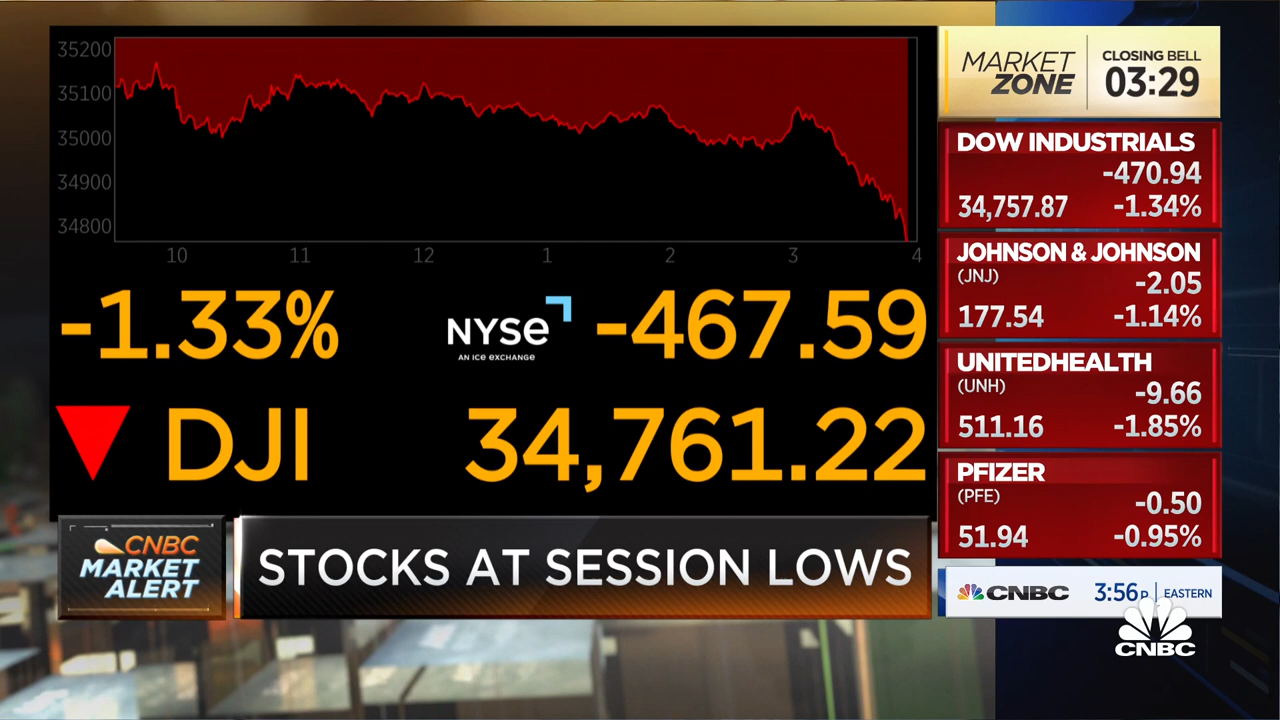 35200
35100
35000
34900
34800
10 11 12 1 2 3 4
-1.33% NYSE -467.59
AN ICE EXCHANGE
DJI 34,761.22
CNBC
MARKET
ALERT
STOCKS AT SESSION LOWS
MARKET
ZONE
CLOSING BELL
03:29
DOW INDUSTRIALS
-470.94
34,757.87 -1.34%
JOHNSON & JOHNSON
(JNJ) -2.05
177.54 -1.14%
UNITEDHEALTH
(UNH) -9.66
511.16 -1.85%
PFIZER
(PFE) -0.50
51.94 -0.95%
CNBC 3:56P EASTERN
CNBC